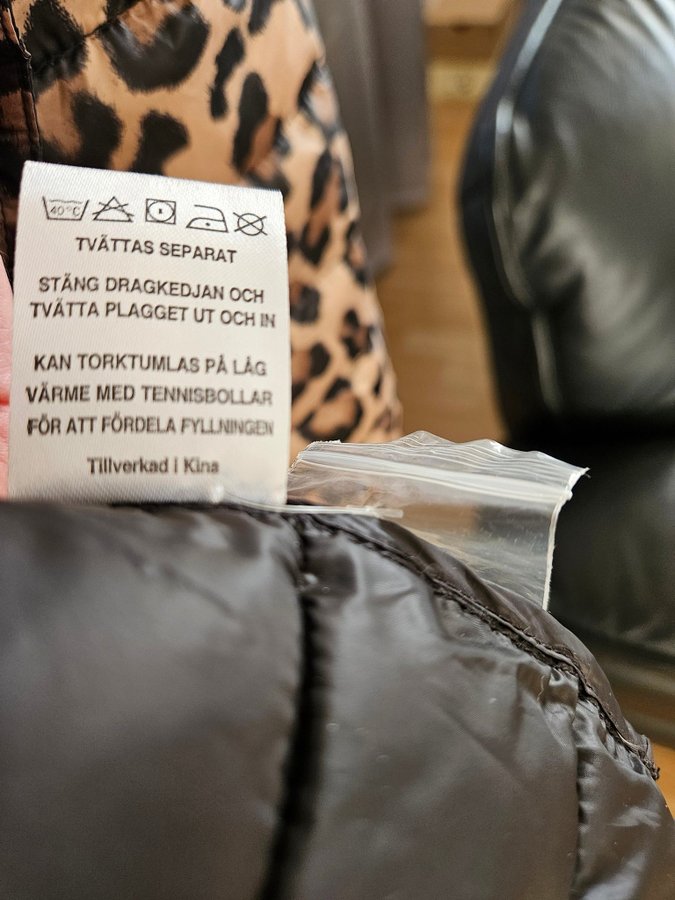 40°C
TVÄTTAS SEPARAT
STÄNG DRAGKEDJAN OCH
TVÄTTA PLAGGET UT OCH IN
KAN TORKTUMLAS PÅ LÅG
VÄRME MED TENNISBOLLAR
FÖR ATT FÖRDELA FYLLNINGEN
Tillverkad i Kina